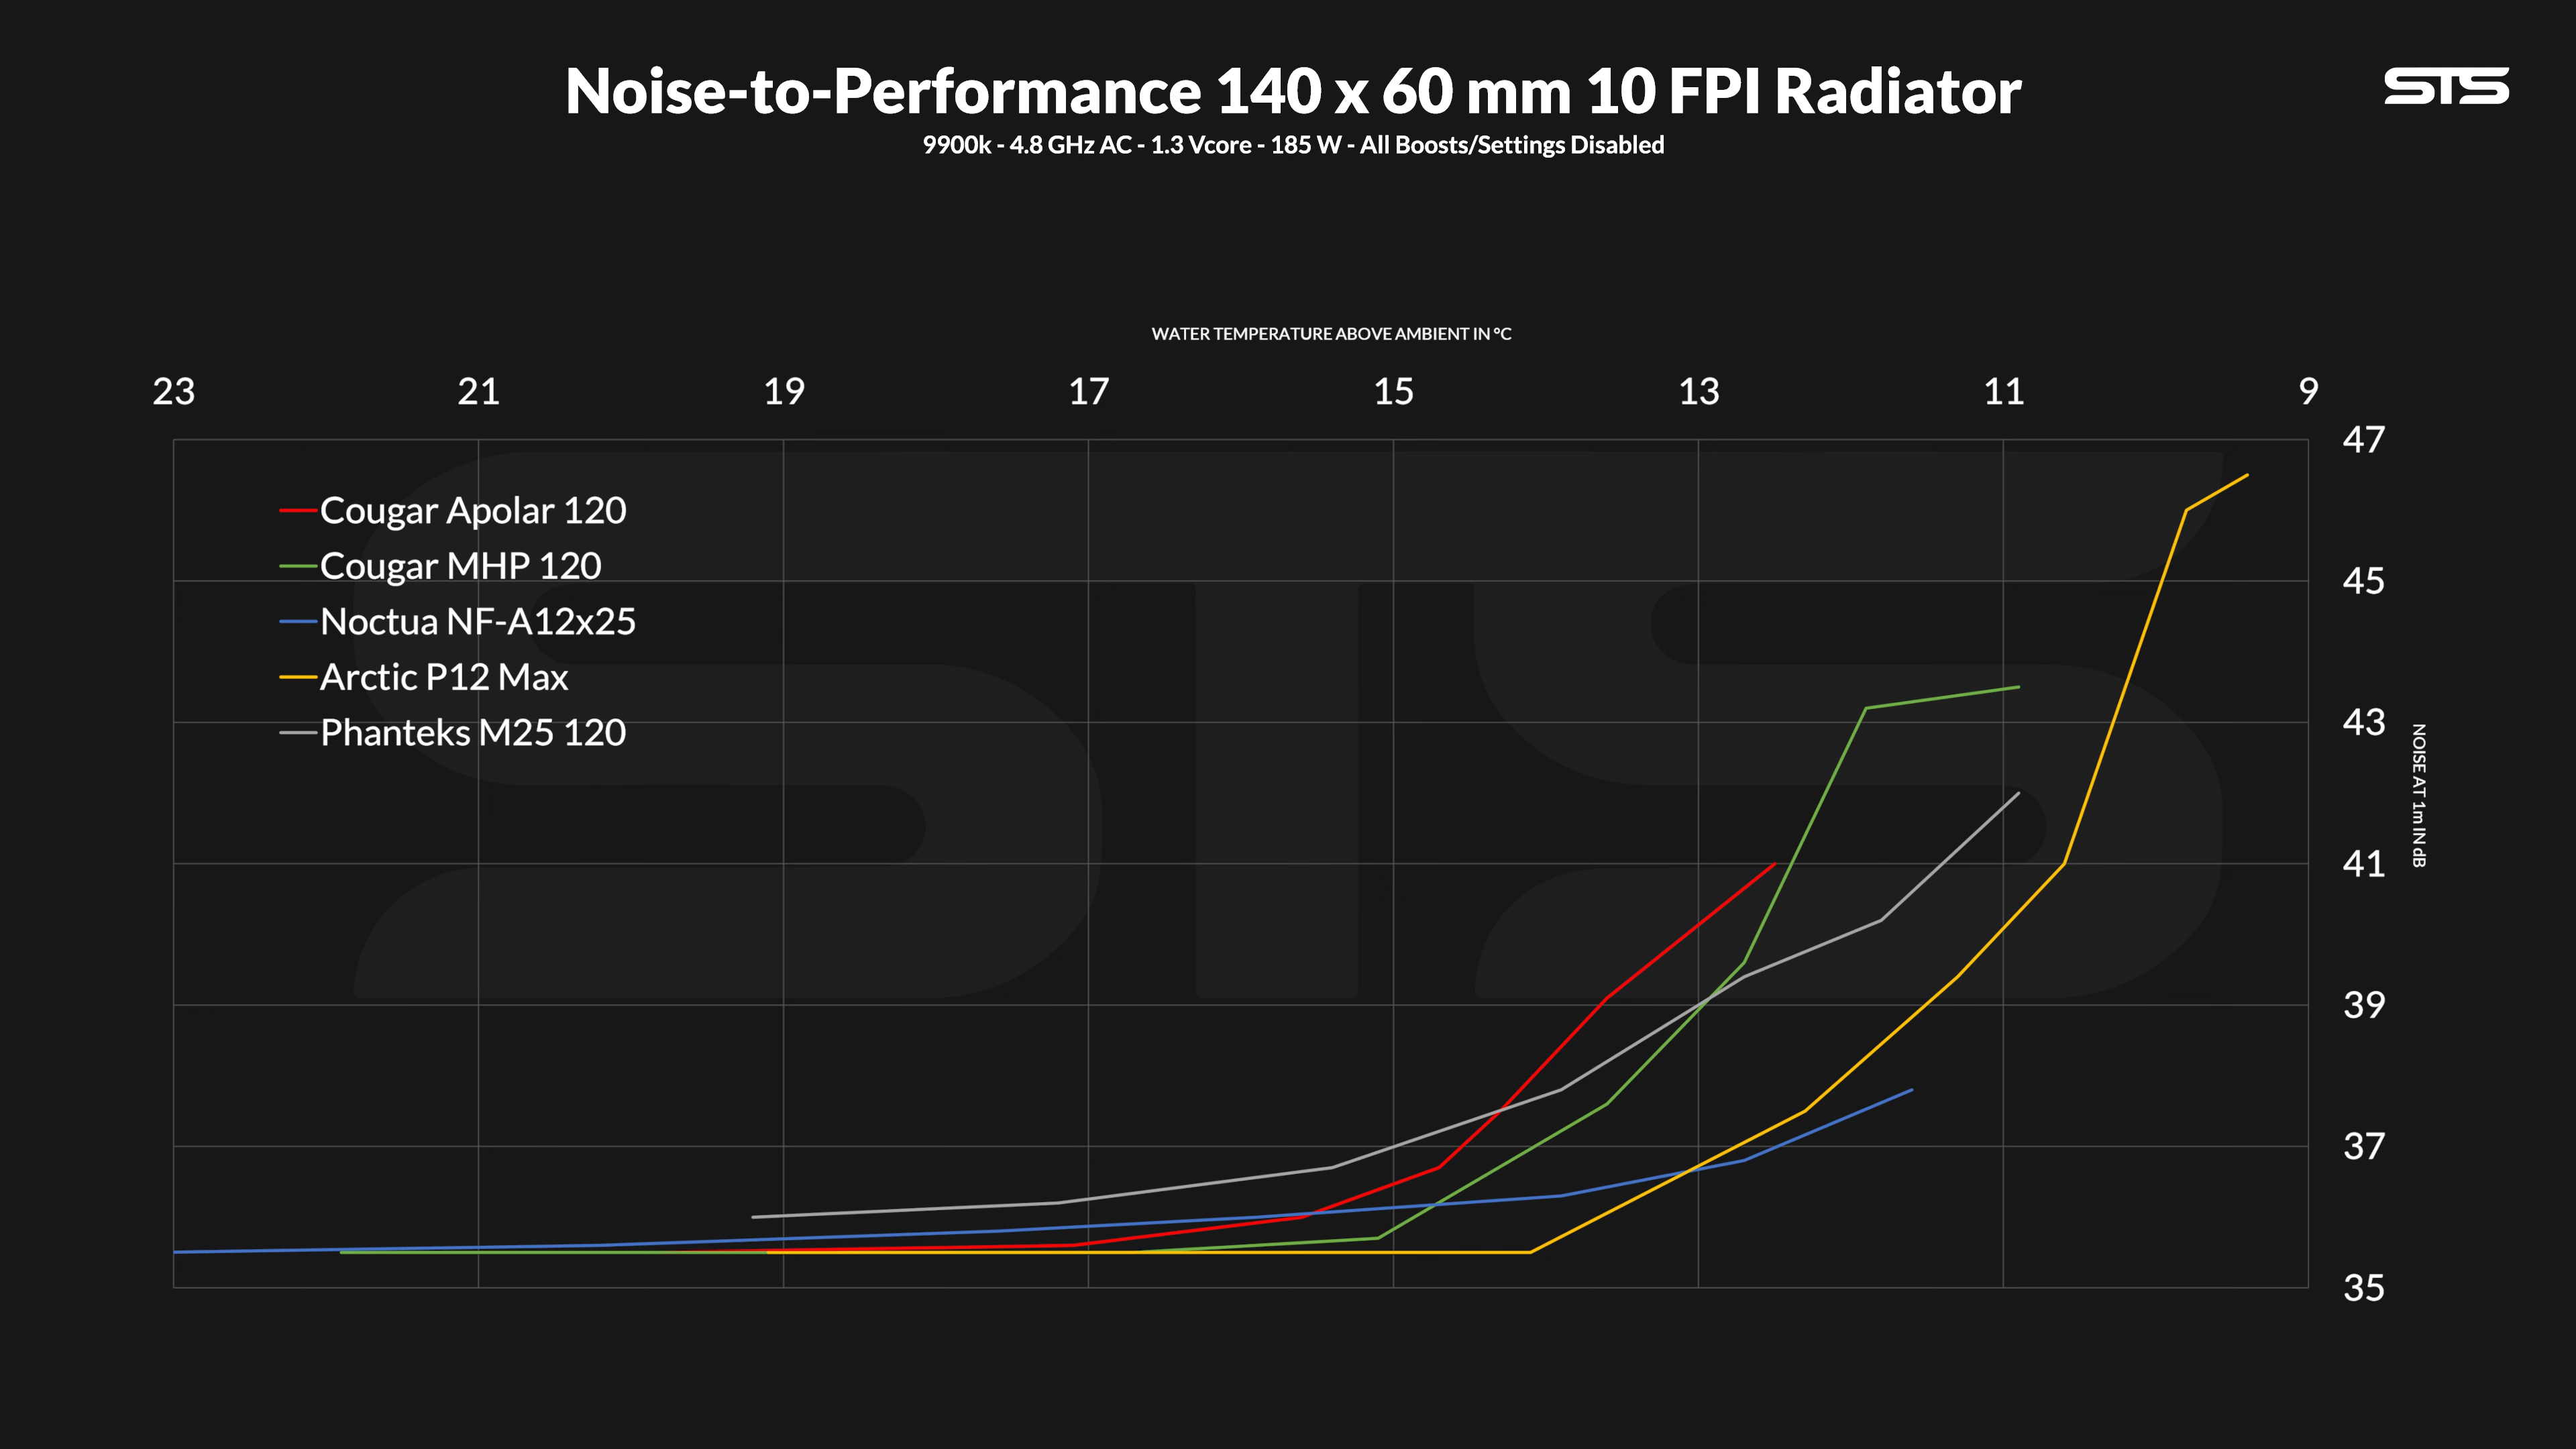 Noise-to-Performance 140 x 60 mm 10 FPI Radiator
STS
9900k - 4.8 GHz AC - 1.3 Vcore - 185 W - All Boosts/Settings Disabled
WATER TEMPERATURE ABOVE AMBIENT IN °C
23 21 19 17 15 13 11 9
47
45
43
41
39
37
35
NOISE AT 1m IN dB
Cougar Apolar 120
Cougar MHP 120
Noctua NF-A12x25
Arctic P12 Max
Phanteks M25 120
STS